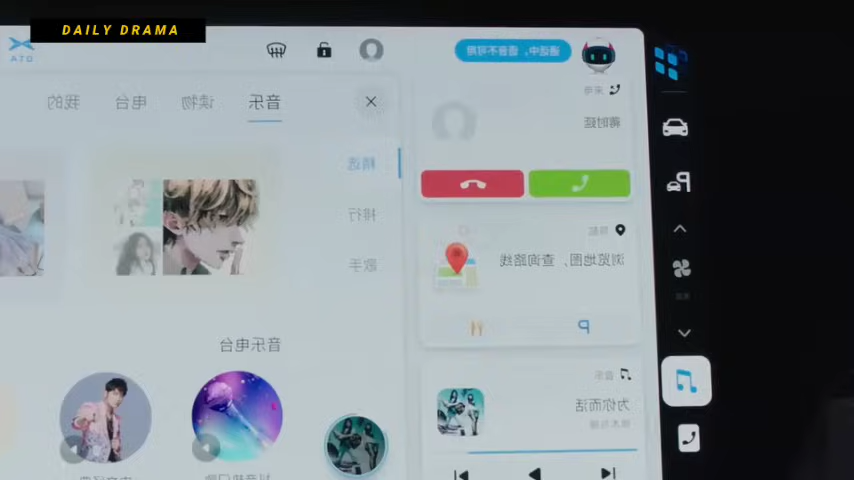 DAILY DRAMA
OTA
通话中，语音不可用
音乐
读物
电台
我的
来电
蒋时延
精选
排行
歌手
导航
浏览地图、查询路线
P
音乐电台
音乐
为你而活